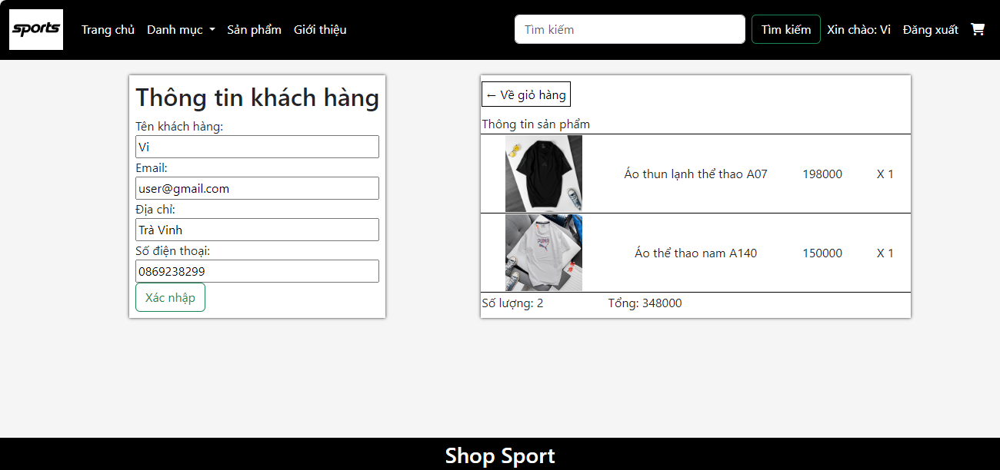 sports
Trang chủ Danh mục Sản phẩm Giới thiệu Tìm kiếm Tìm kiếm Xin chào: Vi Đăng xuất
Thông tin khách hàng
Tên khách hàng:
Vi
Email:
user@gmail.com
Địa chỉ:
Trà Vinh
Số điện thoại:
0869238299
Xác nhập
← Về giỏ hàng
Thông tin sản phẩm
Áo thun lạnh thể thao A07 198000 X 1
PUMA
Áo thể thao nam A140 150000 X 1
Số lượng: 2 Tổng: 348000
Shop Sport